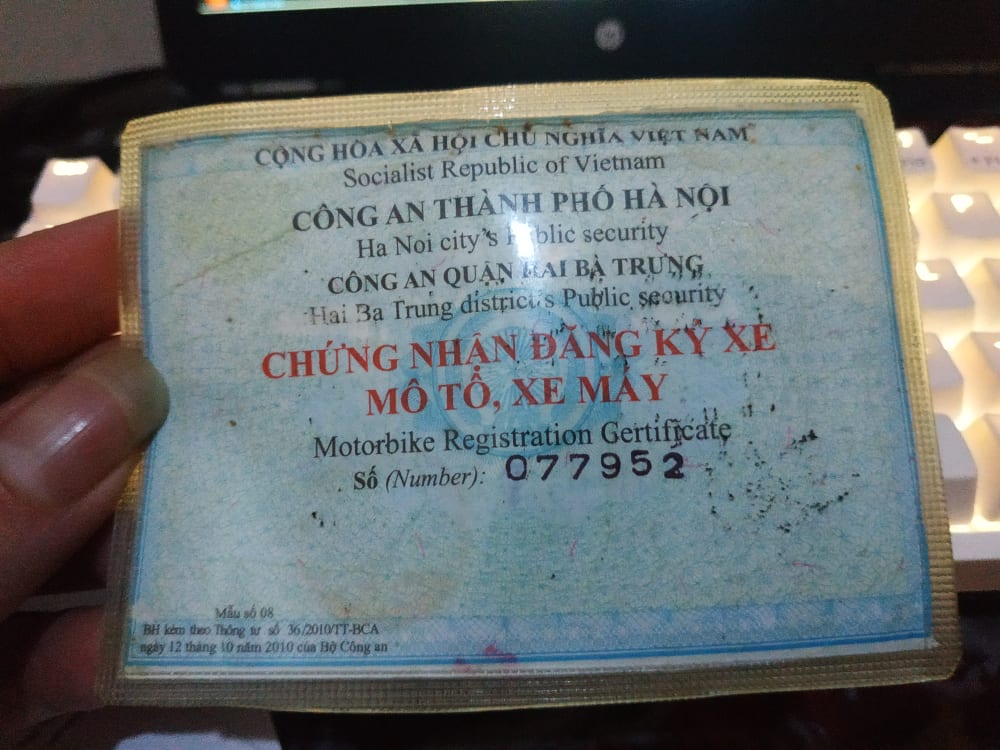 CỘNG HÒA XÃ HỘI CHỦ NGHĨA VIỆT NAM
Socialist Republic of Vietnam
CÔNG AN THÀNH PHỐ HÀ NỘI
Ha Noi city's Public security
CÔNG AN QUẬN HAI BÀ TRƯNG
Hai Ba Trung district's Public security
CHỨNG NHẬN ĐĂNG KÝ XE
MÔ TÔ, XE MÁY
Motorbike Registration Certificate
Số (Number): 077952
Mẫu số 08
BH kèm theo Thông tư số 36/2010/TT-BCA
ngày 12 tháng 10 năm 2010 của Bộ Công an